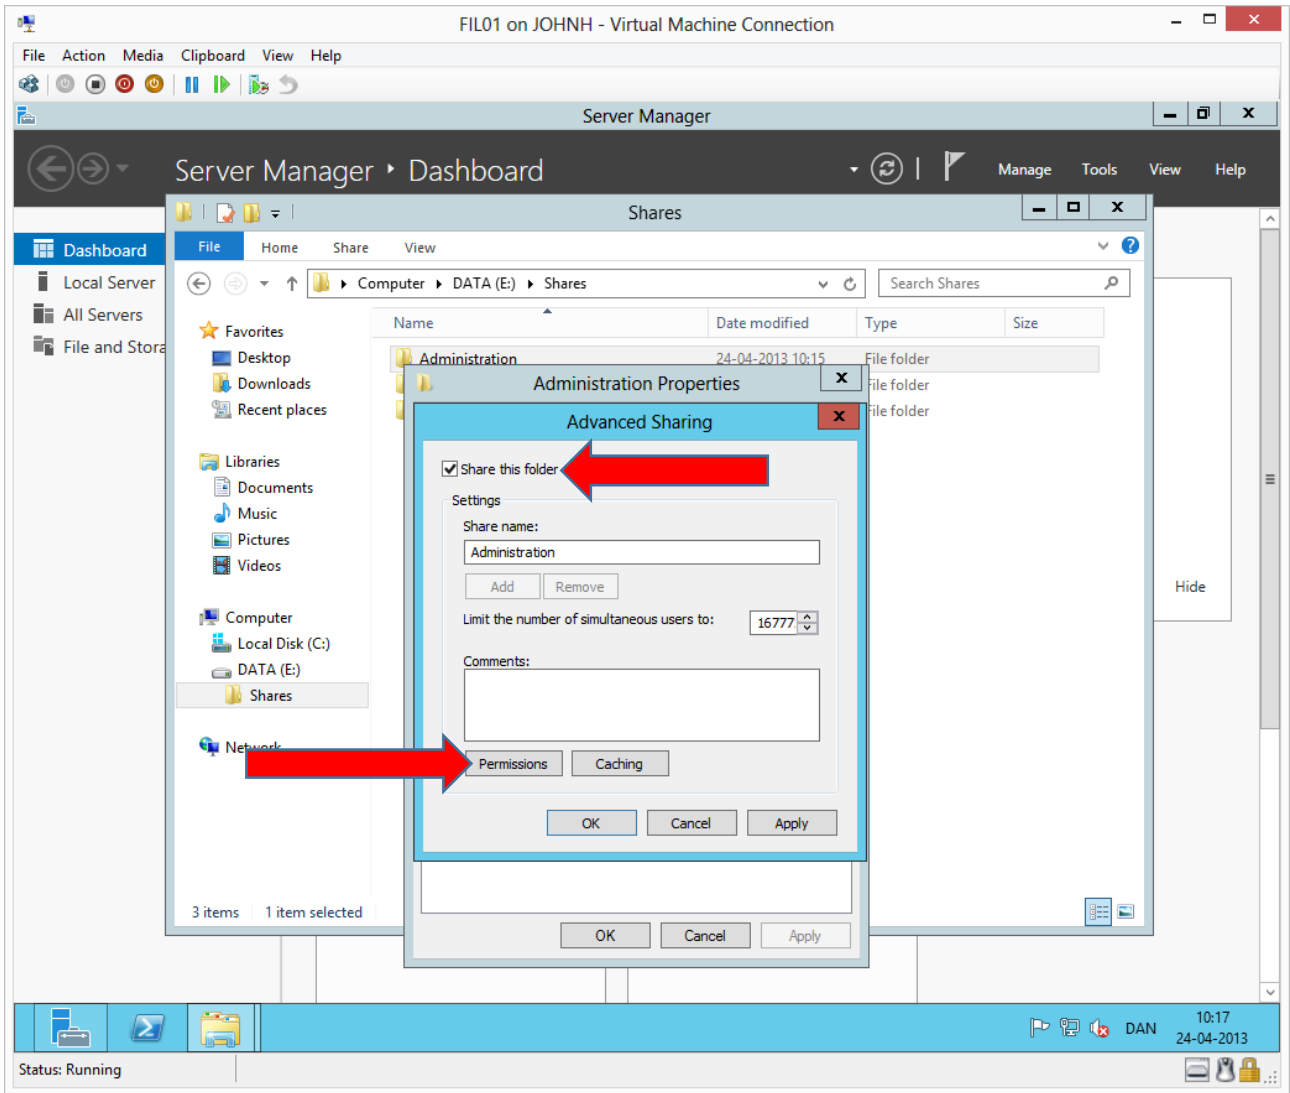 FIL01 on JOHNH - Virtual Machine Connection
File Action Media Clipboard View Help
Server Manager
Server Manager Dashboard
Manage Tools View Help
Shares
File Home Share View
Computer DATA (E:) Shares
Search Shares
Dashboard
Local Server
All Servers
File and Stora
Favorites
Desktop
Downloads
Recent places
Libraries
Documents
Music
Pictures
Videos
Computer
Local Disk (C:)
DATA (E:)
Shares
Network
Name Date modified Type Size
Administration 24-04-2013 10:15 File folder
File folder
File folder
Administration Properties
Advanced Sharing
Share this folder
Settings
Share name:
Administration
Add Remove
Limit the number of simultaneous users to: 16777
Comments:
Permissions Caching
OK Cancel Apply
OK Cancel Apply
Hide
3 items 1 item selected
DAN
10:17
24-04-2013
Status: Running